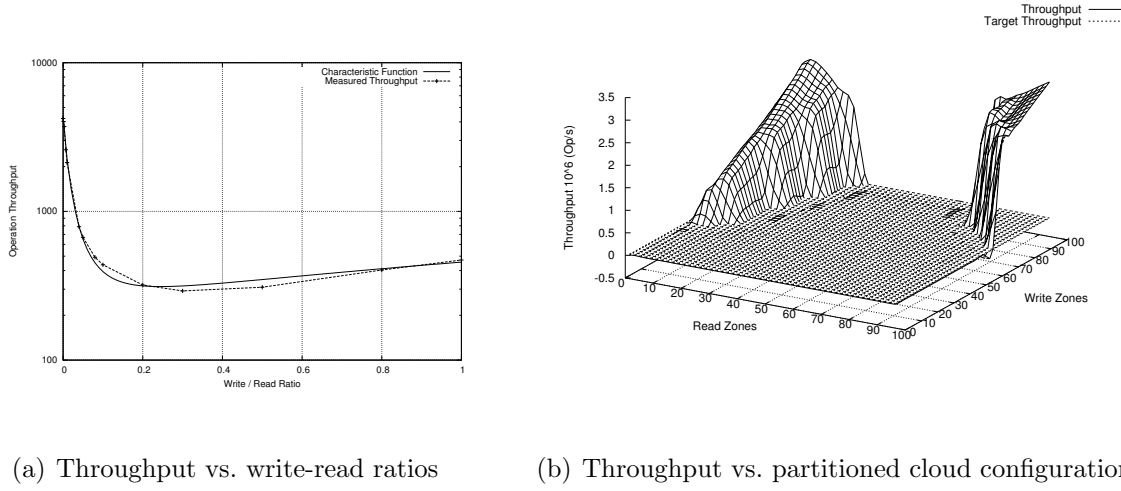 Throughput
Target Throughput
10000
1000
100
Operation Throughput
Characteristic Function
Measured Throughput
0 0.2 0.4 0.6 0.8 1
Write / Read Ratio
3.5
3
2.5
2
1.5
1
0.5
0
-0.5
Throughput 10^6 (Op/s)
0 10 20 30 40 50 60 70 80 90 100
Read Zones
0 10 20 30 40 50 60 70 80 90 100
Write Zones
(a) Throughput vs. write-read ratios
(b) Throughput vs. partitioned cloud configuration